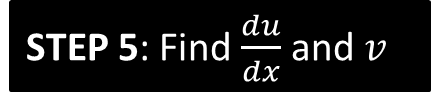 STEP 5: Find du/dx and v